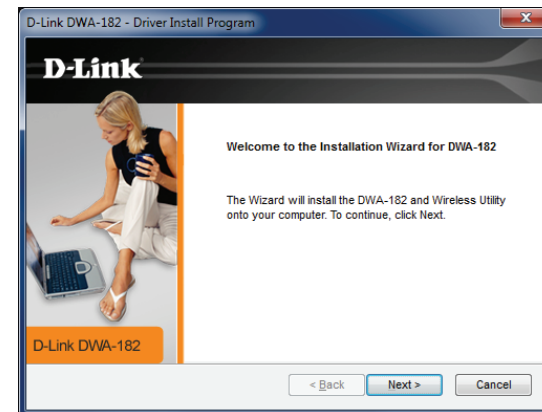 D-Link DWA-182 - Driver Install Program
D-Link
Welcome to the Installation Wizard for DWA-182
The Wizard will install the DWA-182 and Wireless Utility
onto your computer. To continue, click Next.
D-Link DWA-182
< Back
Next >
Cancel